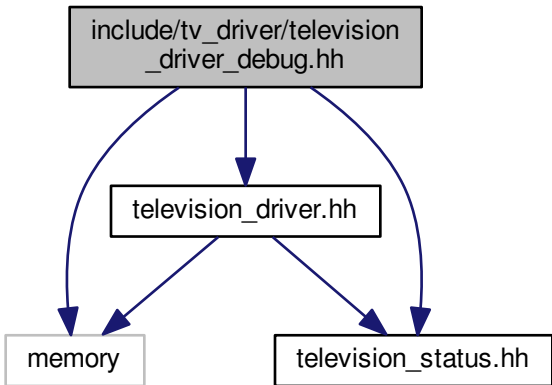 include/tv_driver/television
_driver_debug.hh
television_driver.hh
memory
television_status.hh